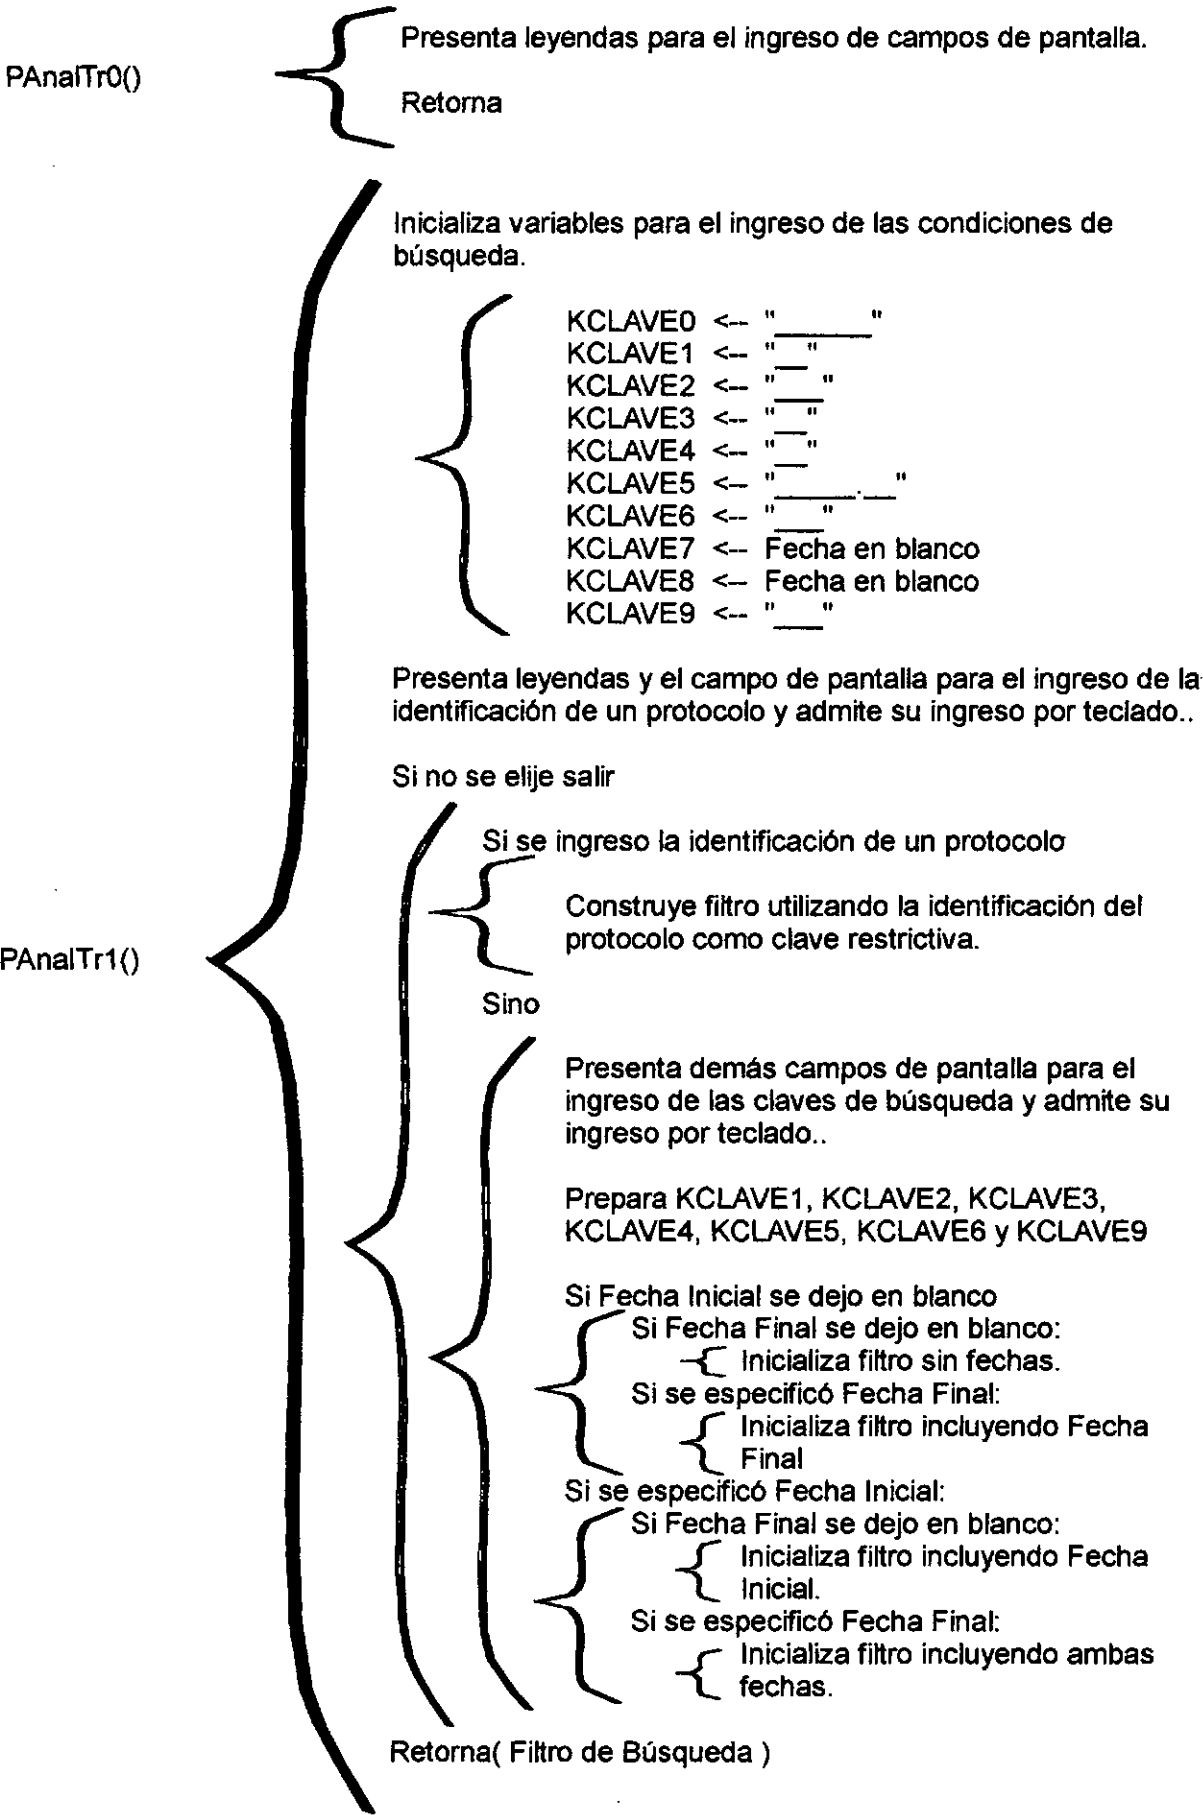 Presenta leyendas para el ingreso de campos de pantalla.
PAnalTr0()
Retorna
Inicializa variables para el ingreso de las condiciones de
búsqueda.
KCLAVE0 <-- "______"
KCLAVE1 <-- "__"
KCLAVE2 <-- "___"
KCLAVE3 <-- "__"
KCLAVE4 <-- "__"
KCLAVE5 <-- "_____.__"
KCLAVE6 <-- "___"
KCLAVE7 <-- Fecha en blanco
KCLAVE8 <-- Fecha en blanco
KCLAVE9 <-- "___"
Presenta leyendas y el campo de pantalla para el ingreso de la
identificación de un protocolo y admite su ingreso por teclado..
Si no se elije salir
Si se ingreso la identificación de un protocolo
Construye filtro utilizando la identificación del
protocolo como clave restrictiva.
PAnalTr1()
Sino
Presenta demás campos de pantalla para el
ingreso de las claves de búsqueda y admite su
ingreso por teclado..
Prepara KCLAVE1, KCLAVE2, KCLAVE3,
KCLAVE4, KCLAVE5, KCLAVE6 y KCLAVE9
Si Fecha Inicial se dejo en blanco
Si Fecha Final se dejo en blanco:
Inicializa filtro sin fechas.
Si se especificó Fecha Final:
Inicializa filtro incluyendo Fecha
Final
Si se especificó Fecha Inicial:
Si Fecha Final se dejo en blanco:
Inicializa filtro incluyendo Fecha
Inicial.
Si se especificó Fecha Final:
Inicializa filtro incluyendo ambas
fechas.
Retorna( Filtro de Búsqueda )